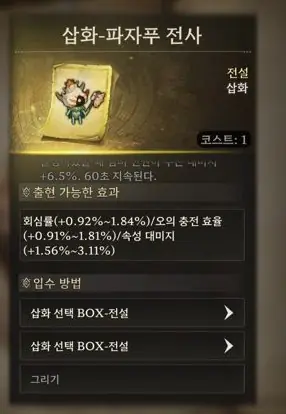 삽화-파자푸 전사
전설
삽화
코스트: 1
+6.5%. 60초 지속된다.
출현 가능한 효과
회심률(+0.92%~1.84%)/오의 충전 효율
(+0.91%~1.81%)/속성 대미지
(+1.56%~3.11%)
입수 방법
삽화 선택 BOX-전설
삽화 선택 BOX-전설
그리기